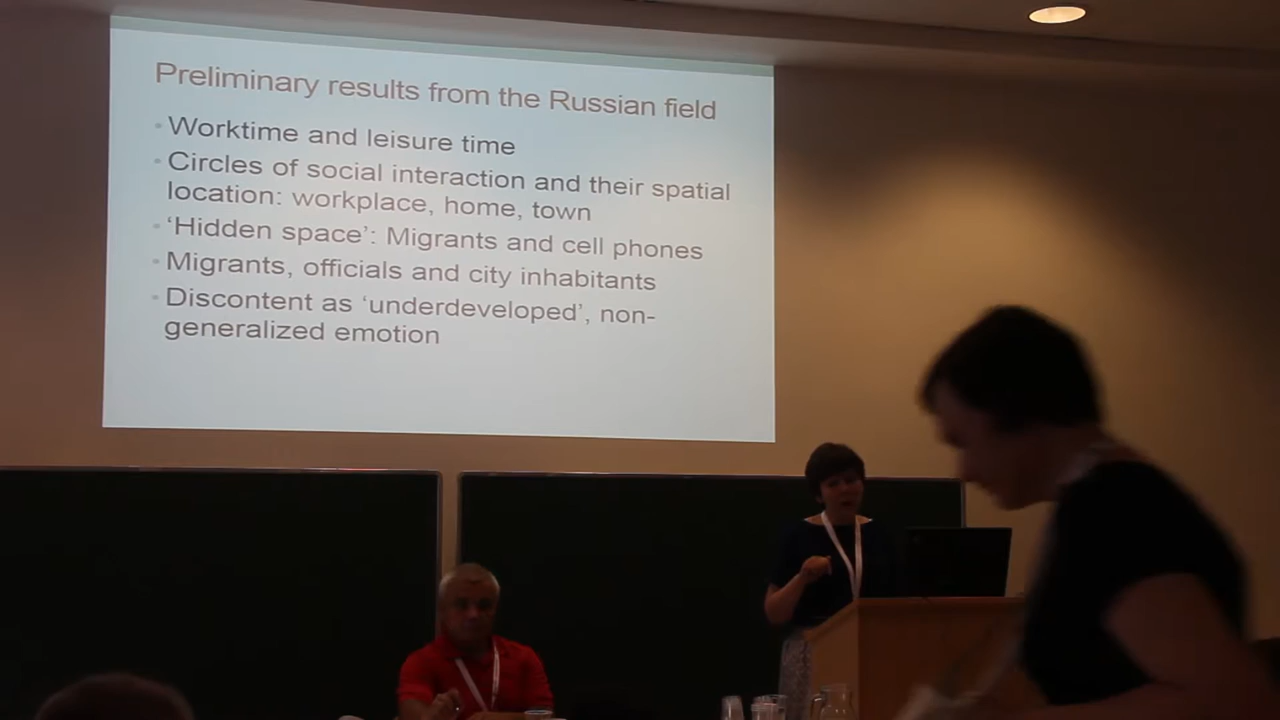 Preliminary results from the Russian field
Worktime and leisure time
Circles of social interaction and their spatial
location: workplace, home, town
‘Hidden space’: Migrants and cell phones
Migrants, officials and city inhabitants
Discontent as ‘underdeveloped’, non-
generalized emotion